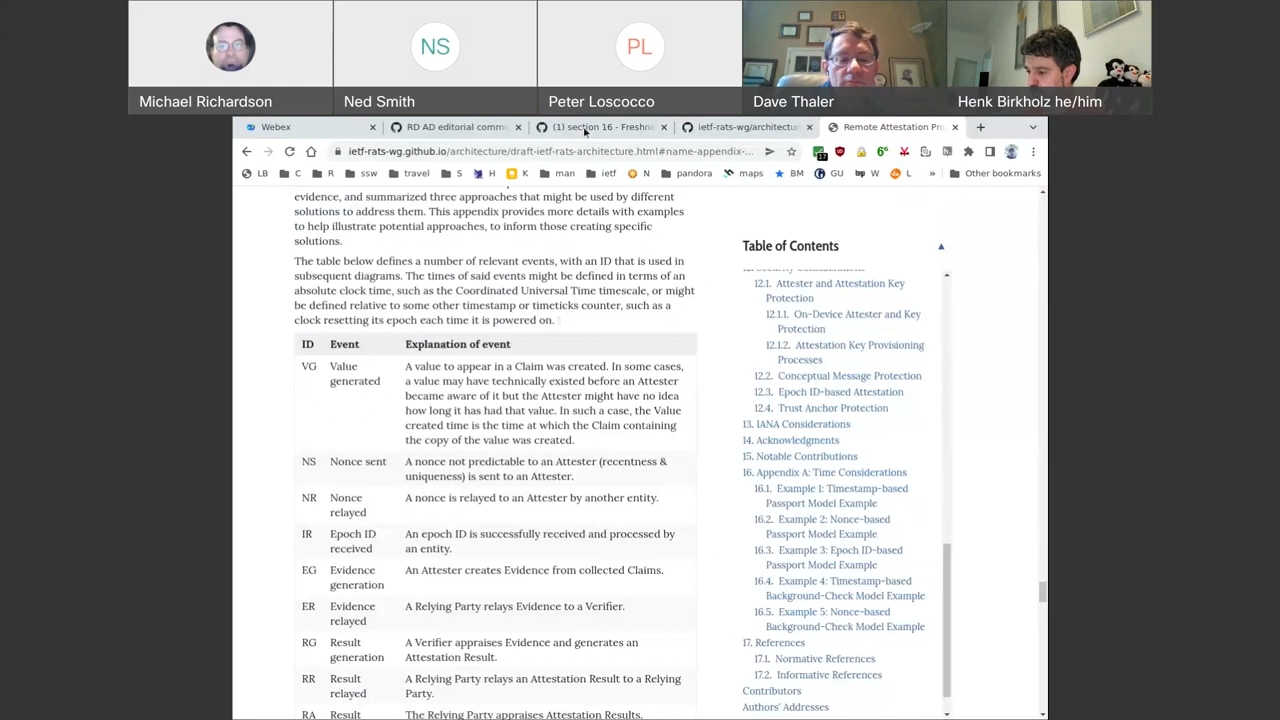 NS
PL
Michael Richardson
Ned Smith
Peter Loscocco
Dave Thaler
Henk Birkholz he/him
Webex
RD AD editorial comme
(1) section 16 - Freshne
ietf-rats-wg/architectur
Remote Attestation Pro
ietf-rats-wg.github.io/architecture/draft-ietf-rats-architecture.html#name-appendix-...
17
6⁶
LB
C
R
ssw
travel
S
H
K
man
ietf
N
pandora
maps
BM
GU
W
L
»
Other bookmarks
evidence, and summarized three approaches that might be used by different
solutions to address them. This appendix provides more details with examples
to help illustrate potential approaches, to inform those creating specific
solutions.
The table below defines a number of relevant events, with an ID that is used in
subsequent diagrams. The times of said events might be defined in terms of an
absolute clock time, such as the Coordinated Universal Time timescale, or might
be defined relative to some other timestamp or timeticks counter, such as a
clock resetting its epoch each time it is powered on.
ID Event Explanation of event
VG Value generated A value to appear in a Claim was created. In some cases,
a value may have technically existed before an Attester
became aware of it but the Attester might have no idea
how long it has had that value. In such a case, the Value
created time is the time at which the Claim containing
the copy of the value was created.
NS Nonce sent A nonce not predictable to an Attester (recentness &
uniqueness) is sent to an Attester.
NR Nonce relayed A nonce is relayed to an Attester by another entity.
IR Epoch ID received An epoch ID is successfully received and processed by
an entity.
EG Evidence generation An Attester creates Evidence from collected Claims.
ER Evidence relayed A Relying Party relays Evidence to a Verifier.
RG Result generation A Verifier appraises Evidence and generates an
Attestation Result.
RR Result relayed A Relying Party relays an Attestation Result to a Relying
Party.
RA Result The Relying Party appraises Attestation Results.
Table of Contents
12. Security Considerations
12.1. Attester and Attestation Key
Protection
12.1.1. On-Device Attester and Key
Protection
12.1.2. Attestation Key Provisioning
Processes
12.2. Conceptual Message Protection
12.3. Epoch ID-based Attestation
12.4. Trust Anchor Protection
13. IANA Considerations
14. Acknowledgments
15. Notable Contributions
16. Appendix A: Time Considerations
16.1. Example 1: Timestamp-based
Passport Model Example
16.2. Example 2: Nonce-based
Passport Model Example
16.3. Example 3: Epoch ID-based
Passport Model Example
16.4. Example 4: Timestamp-based
Background-Check Model Example
16.5. Example 5: Nonce-based
Background-Check Model Example
17. References
17.1. Normative References
17.2. Informative References
Contributors
Authors' Addresses